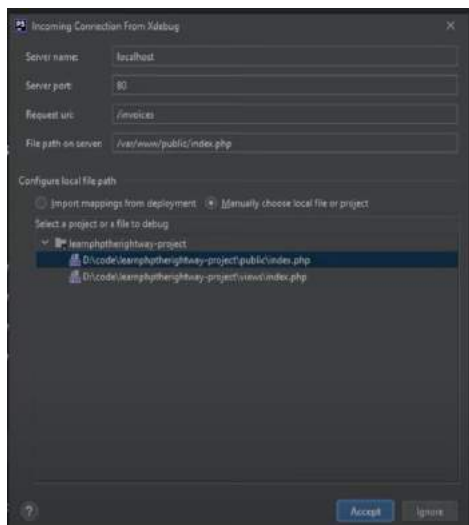 PS Incoming Connection From Xdebug
Server name: localhost
Server port: 80
Request uri: /invoices
File path on server: /var/www/public/index.php
Configure local file path
Import mappings from deployment Manually choose local file or project
Select a project or a file to debug
learnphptherightway-project
D:\code\learnphptherightway-project\public\index.php
D:\code\learnphptherightway-project\views\index.php
? Accept Ignore